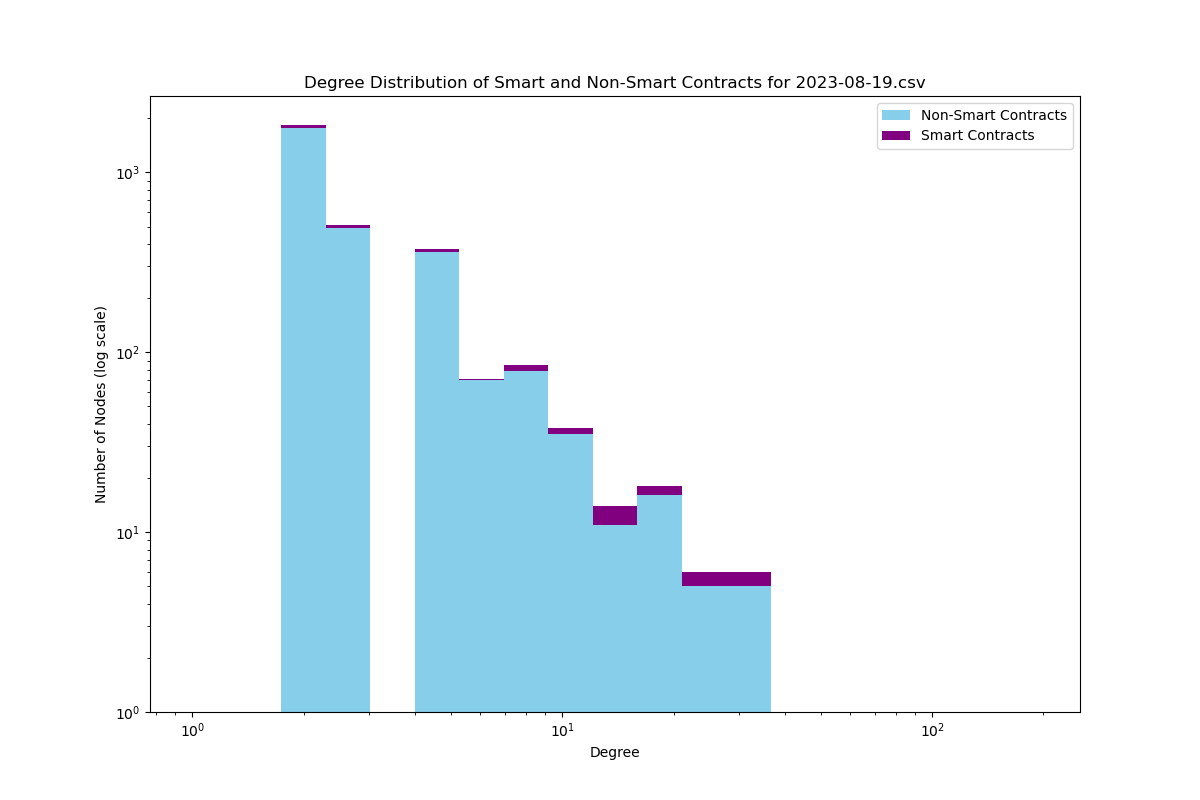 Degree Distribution of Smart and Non-Smart Contracts for 2023-08-19.csv
Non-Smart Contracts
Smart Contracts
Number of Nodes (log scale)
10³
10²
10¹
10⁰
10⁰ 10¹ 10²
Degree